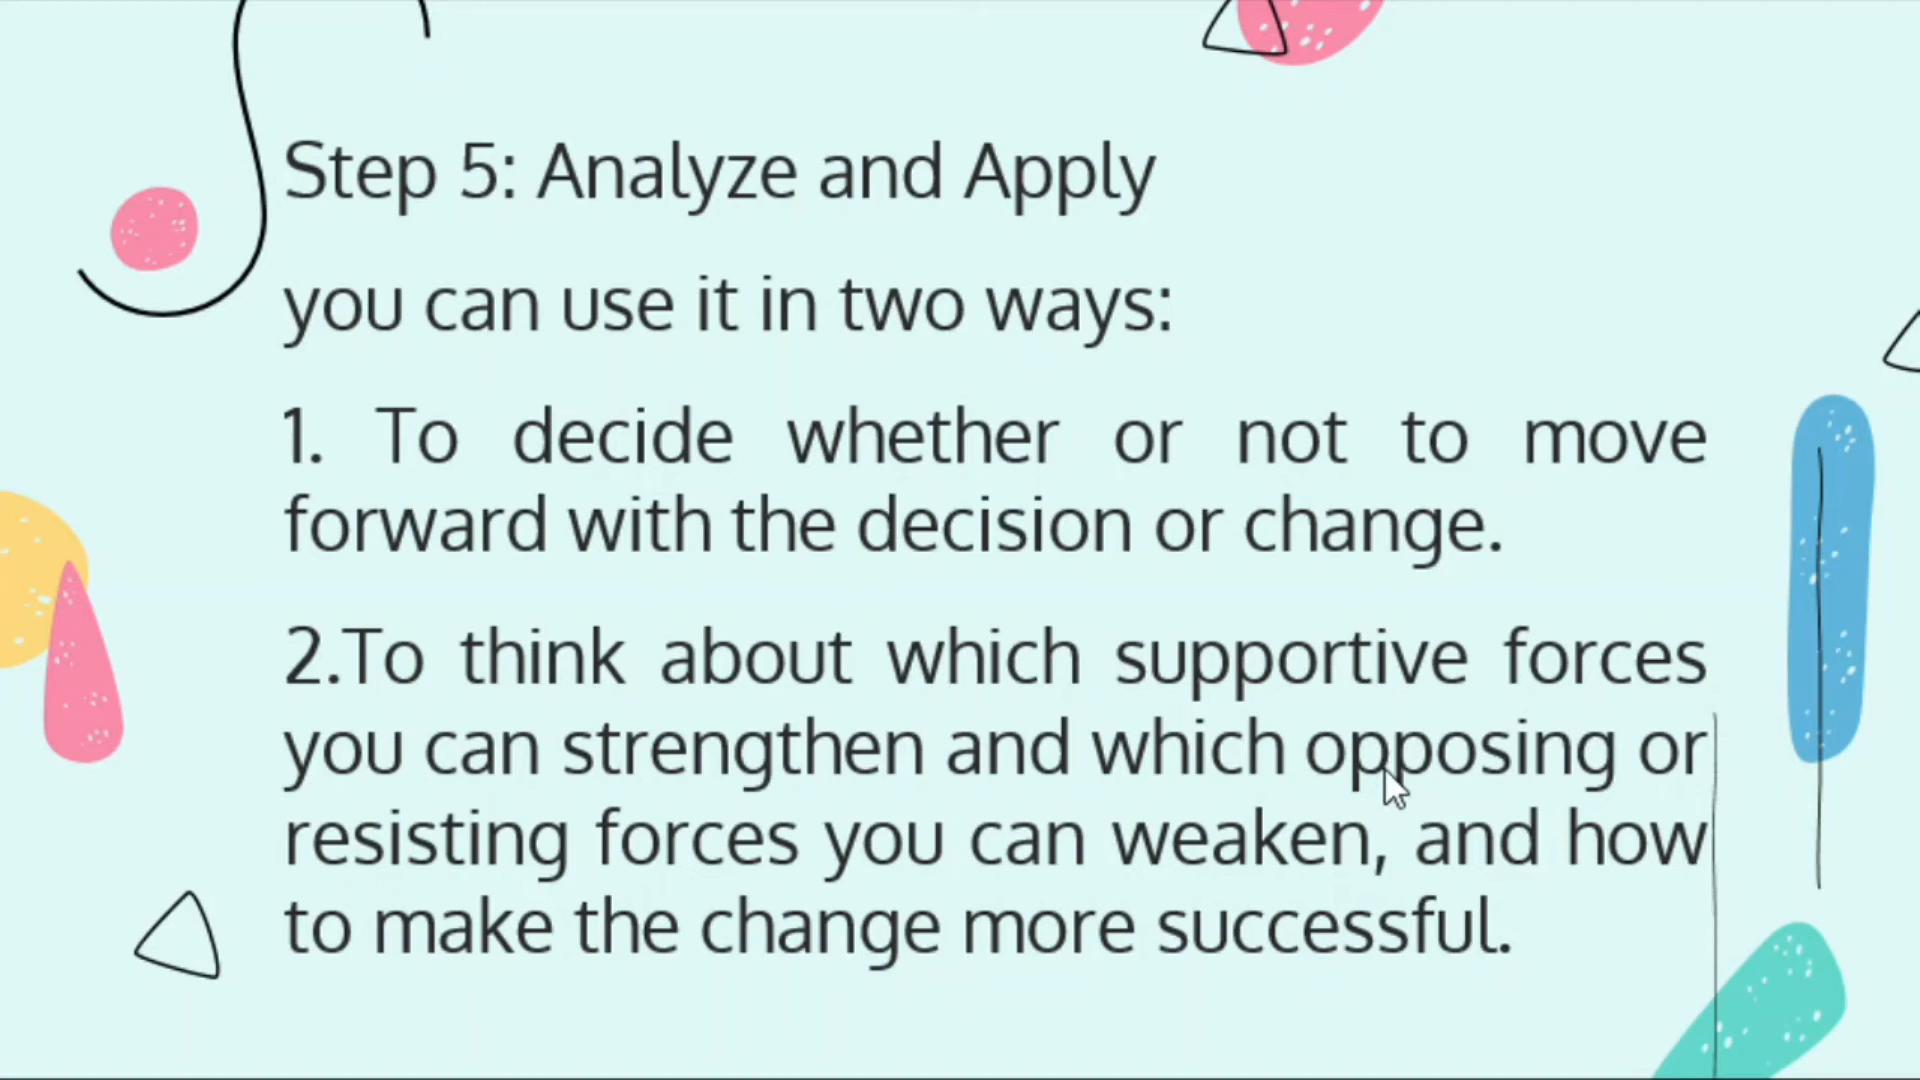 Step 5: Analyze and Apply
you can use it in two ways:
1. To decide whether or not to move
forward with the decision or change.
2.To think about which supportive forces
you can strengthen and which opposing or
resisting forces you can weaken, and how
to make the change more successful.